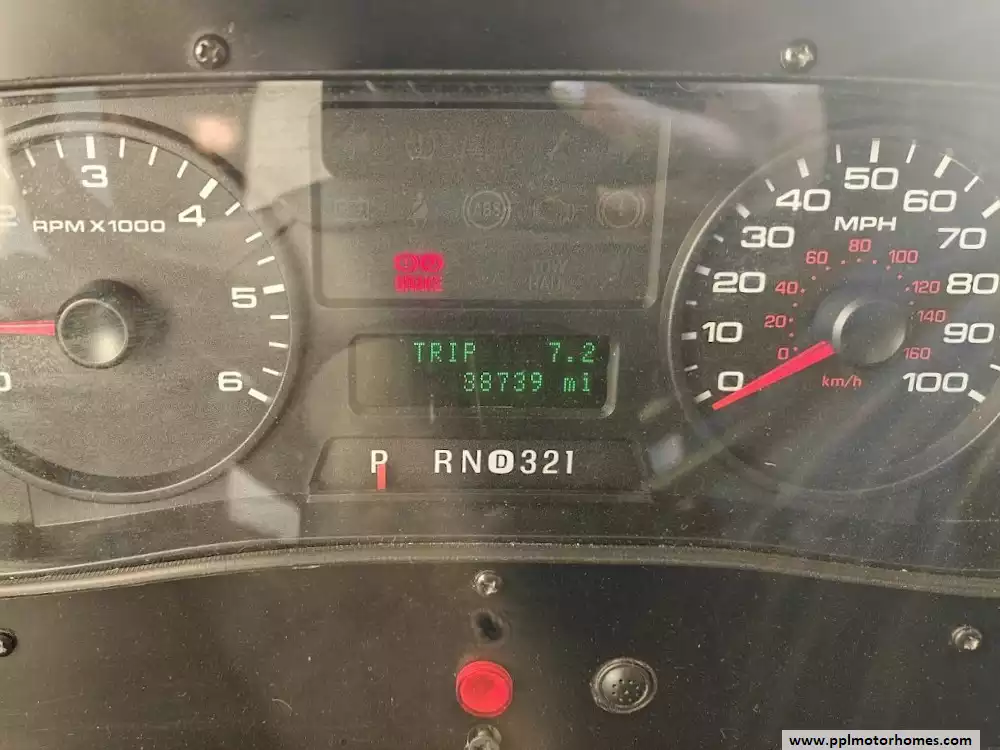 2 3 4 5 6
0
RPM X1000
ABS
BRAKE
TRIP 7.2
38739 mi
P RND321
0 10 20 30 40 50 60 70 80 90 100
MPH
0 20 40 60 80 100 120 140 160
km/h
www.pplmotorhomes.com